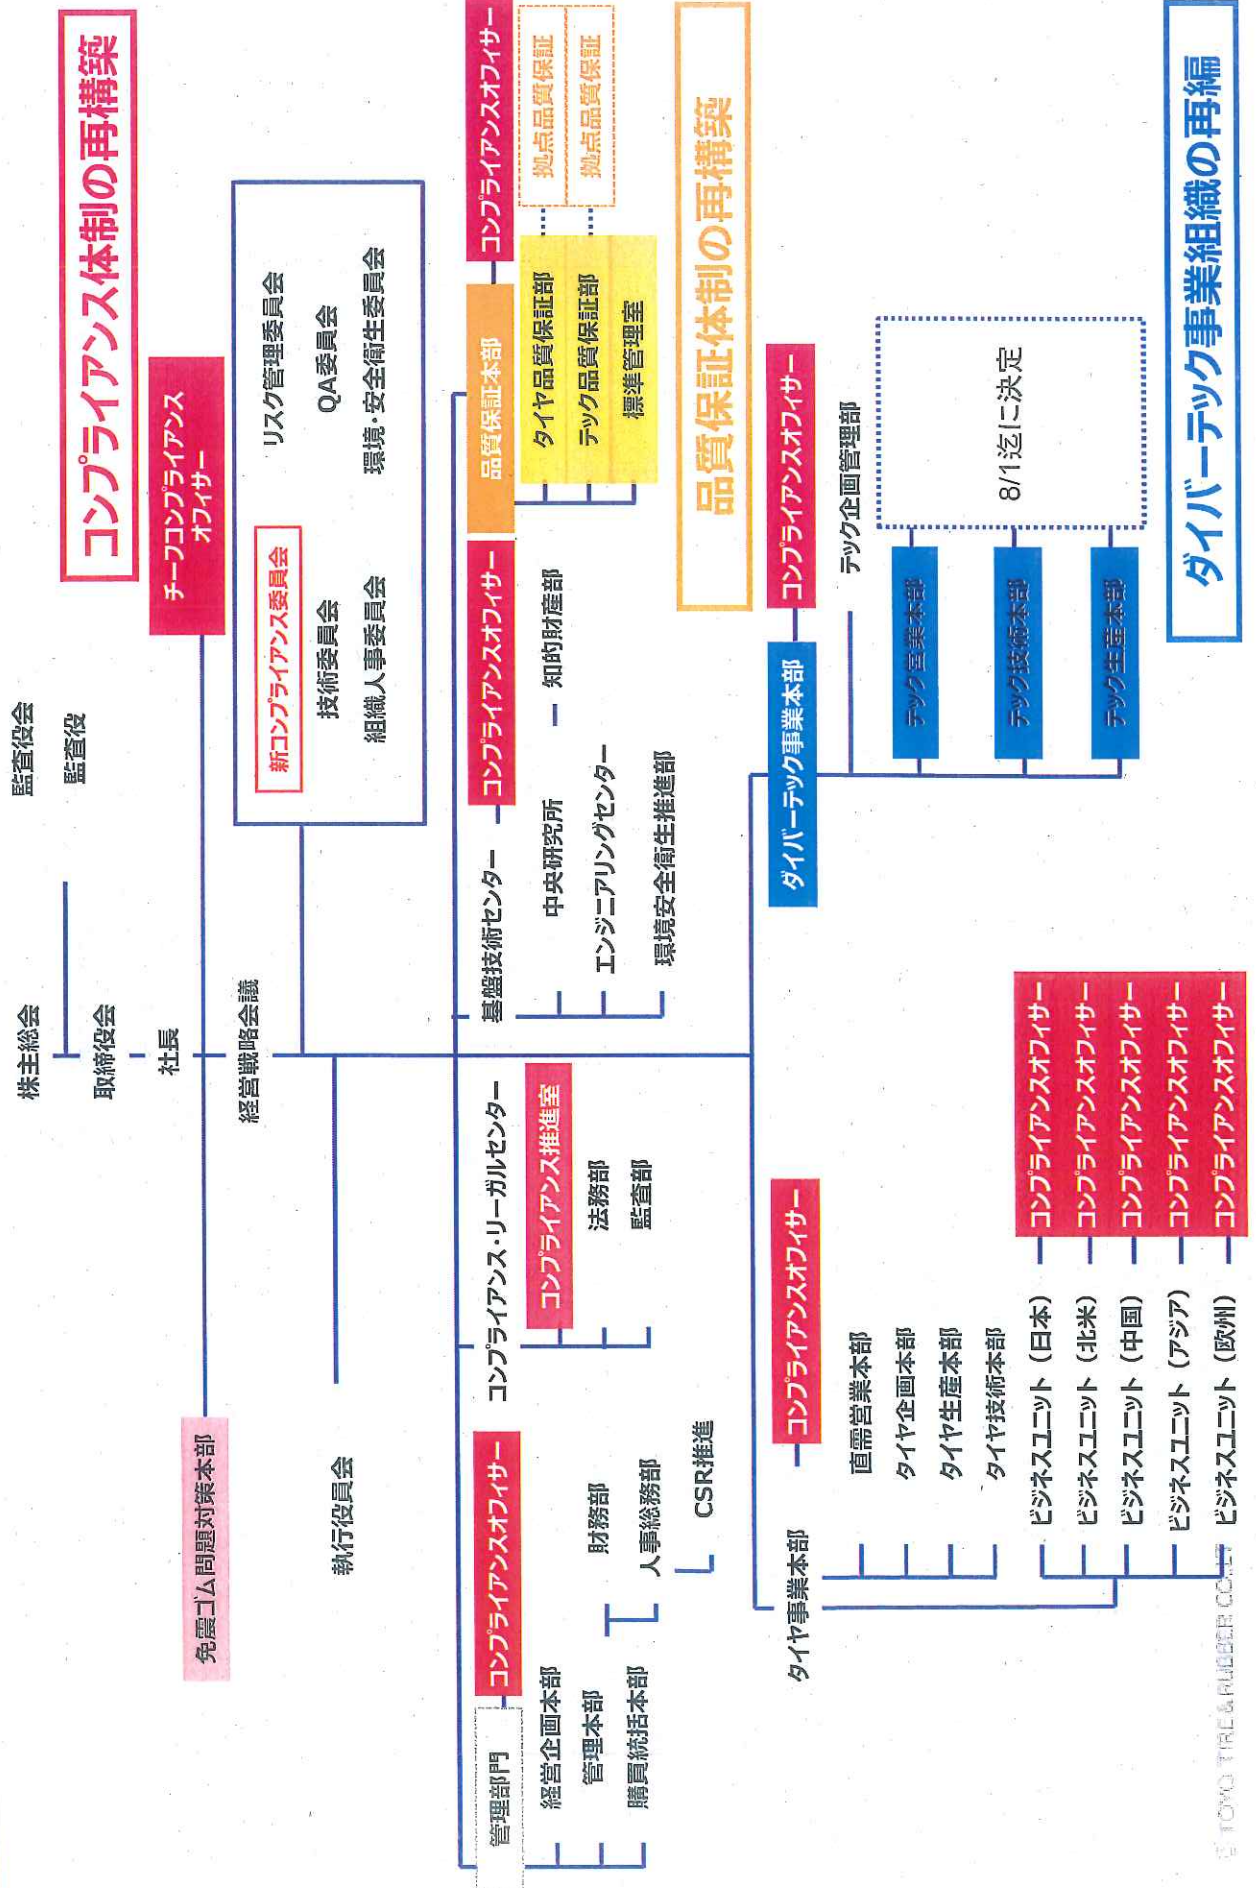 コンプライアンス体制の再構築
監査役会
監査役
株主総会
取締役会
社長
チーフコンプライアンス
オフィサー
免震ゴム問題対策本部
経営戦略会議
新コンプライアンス委員会
リスク管理委員会
技術委員会
QA委員会
組織人事委員会
環境・安全衛生委員会
執行役員会
管理部門
コンプライアンスオフィサー
経営企画本部
管理本部
購買統括本部
財務部
人事総務部
CSR推進
コンプライアンス・リーガルセンター
コンプライアンス推進室
法務部
監査部
基盤技術センター
コンプライアンスオフィサー
中央研究所
知的財産部
エンジニアリングセンター
環境安全衛生推進部
品質保証本部
コンプライアンスオフィサー
タイヤ品質保証部
拠点品質保証
テック品質保証部
拠点品質保証
標準管理室
品質保証体制の再構築
タイヤ事業本部
コンプライアンスオフィサー
直需営業本部
タイヤ企画本部
タイヤ生産本部
タイヤ技術本部
ビジネスユニット（日本）
コンプライアンスオフィサー
ビジネスユニット（北米）
コンプライアンスオフィサー
ビジネスユニット（中国）
コンプライアンスオフィサー
ビジネスユニット（アジア）
コンプライアンスオフィサー
ビジネスユニット（欧州）
コンプライアンスオフィサー
ダイバーテック事業本部
コンプライアンスオフィサー
テック企画管理部
テック営業本部
テック技術本部
テック生産本部
8/1迄に決定
ダイバーテック事業組織の再編
© TOYO TIRE & RUBBER CO.,LT